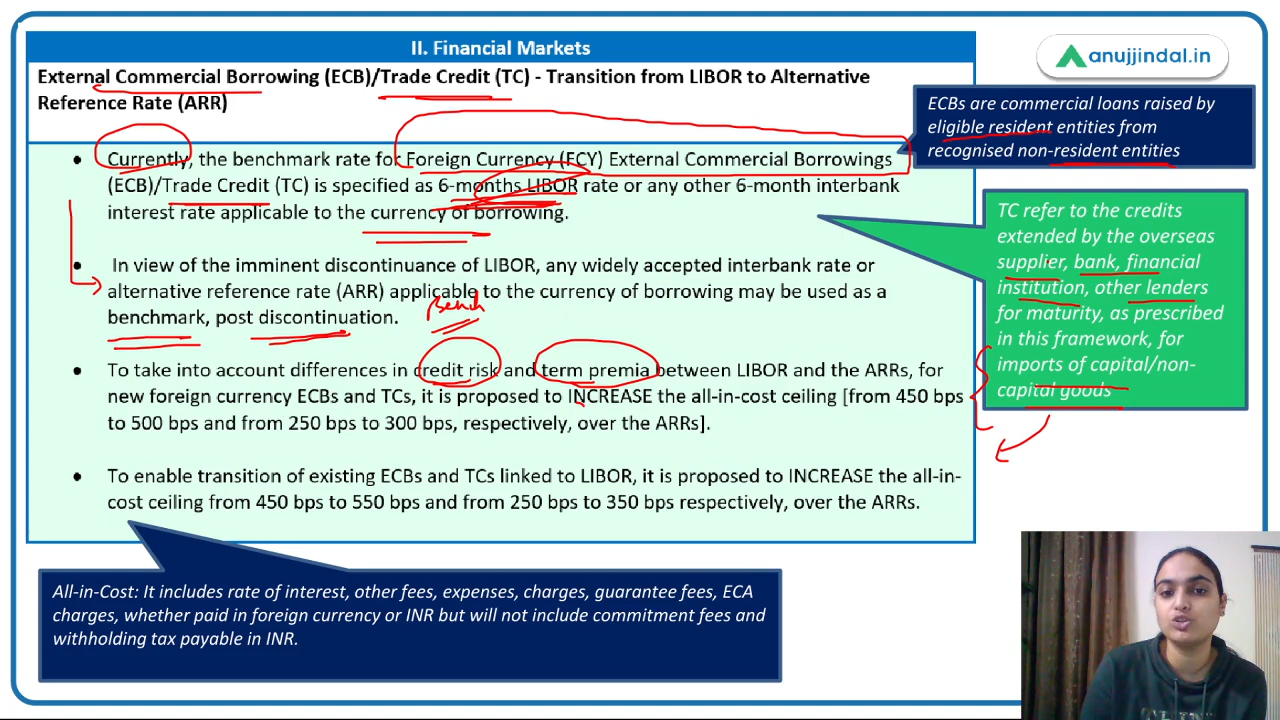 II. Financial Markets
anujjindal.in
External Commercial Borrowing (ECB)/Trade Credit (TC) - Transition from LIBOR to Alternative
Reference Rate (ARR)
ECBs are commercial loans raised by
eligible resident entities from
recognised non-resident entities
• Currently, the benchmark rate for Foreign Currency (FCY) External Commercial Borrowings
(ECB)/Trade Credit (TC) is specified as 6-months LIBOR rate or any other 6-month interbank
interest rate applicable to the currency of borrowing.
• In view of the imminent discontinuance of LIBOR, any widely accepted interbank rate or
alternative reference rate (ARR) applicable to the currency of borrowing may be used as a
benchmark, post discontinuation.
Bench
• To take into account differences in credit risk and term premia between LIBOR and the ARRs, for
new foreign currency ECBs and TCs, it is proposed to INCREASE the all-in-cost ceiling [from 450 bps
to 500 bps and from 250 bps to 300 bps, respectively, over the ARRs].
• To enable transition of existing ECBs and TCs linked to LIBOR, it is proposed to INCREASE the all-in-
cost ceiling from 450 bps to 550 bps and from 250 bps to 350 bps respectively, over the ARRs.
TC refer to the credits
extended by the overseas
supplier, bank, financial
institution, other lenders
for maturity, as prescribed
in this framework, for
imports of capital/non-
capital goods
All-in-Cost: It includes rate of interest, other fees, expenses, charges, guarantee fees, ECA
charges, whether paid in foreign currency or INR but will not include commitment fees and
withholding tax payable in INR.